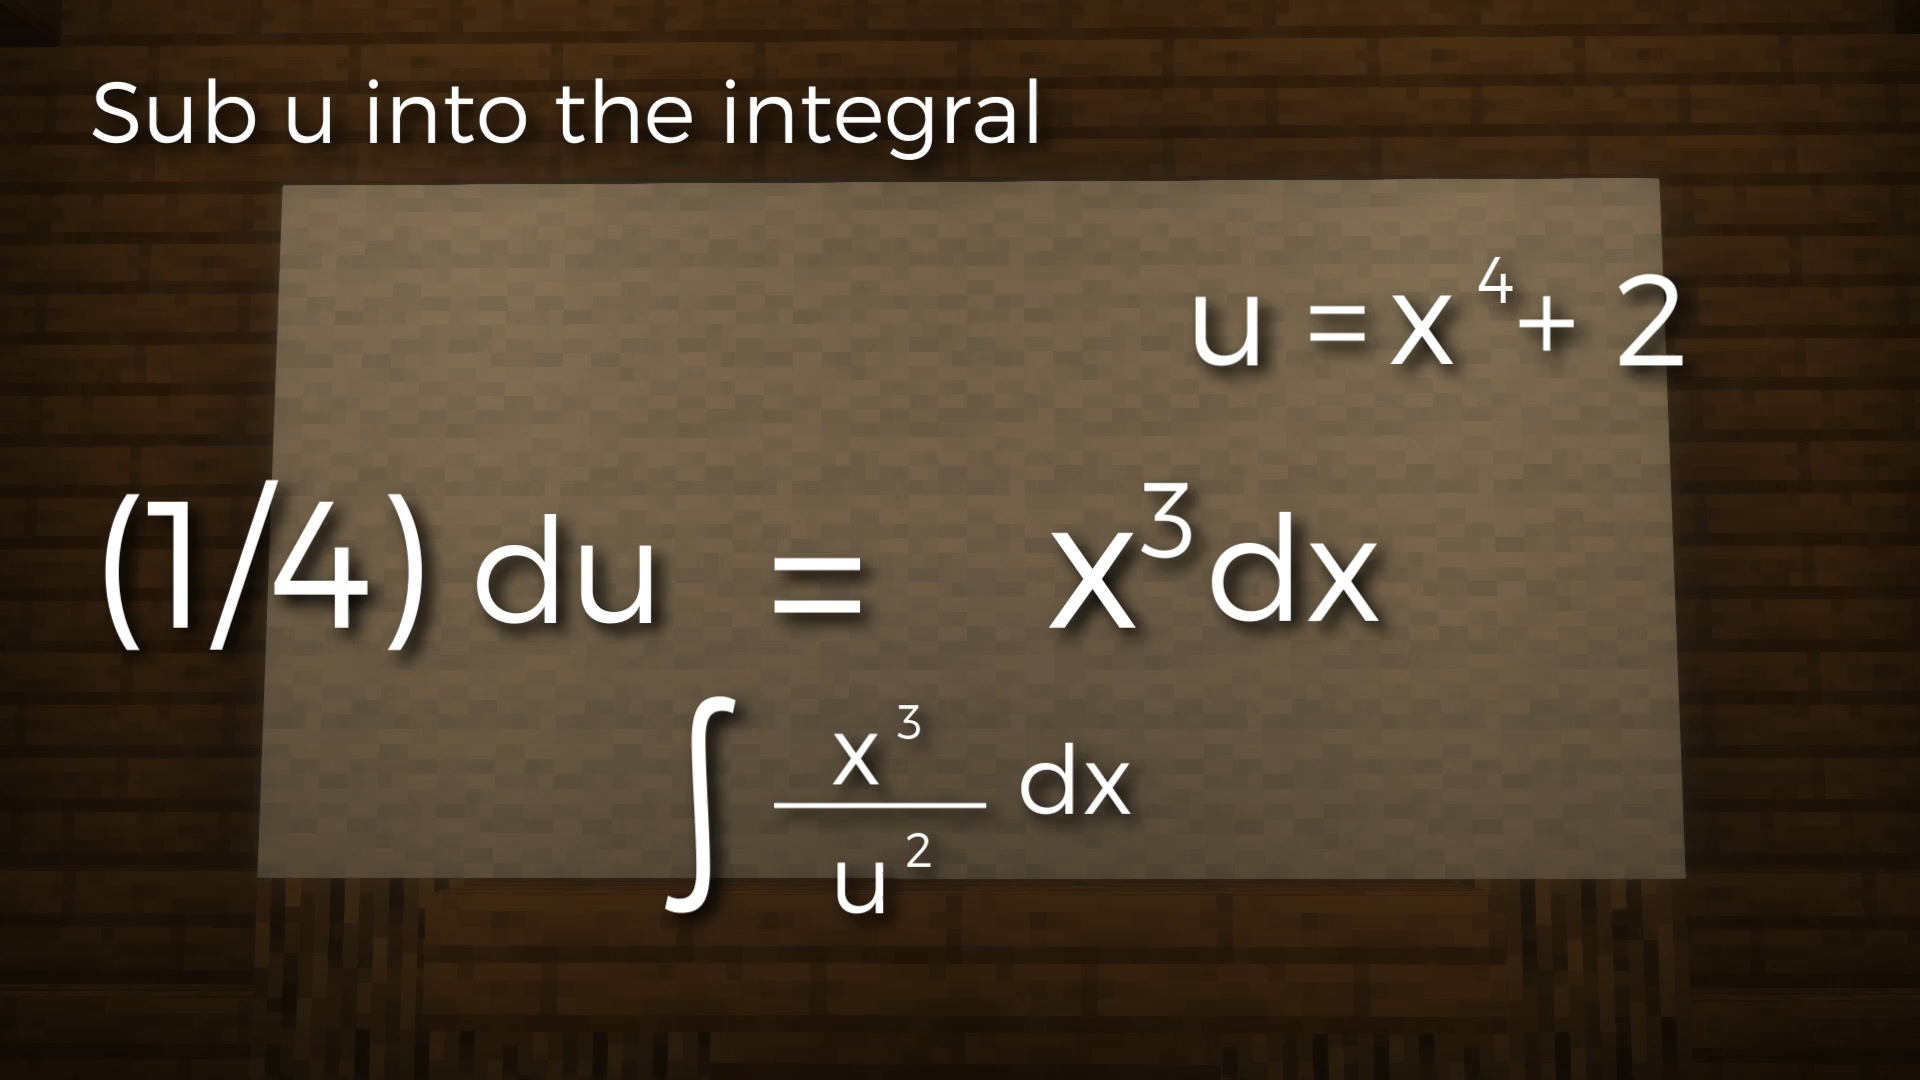 Sub u into the integral
u = x⁴ + 2
(1/4) du = x³dx
∫ x³/u² dx